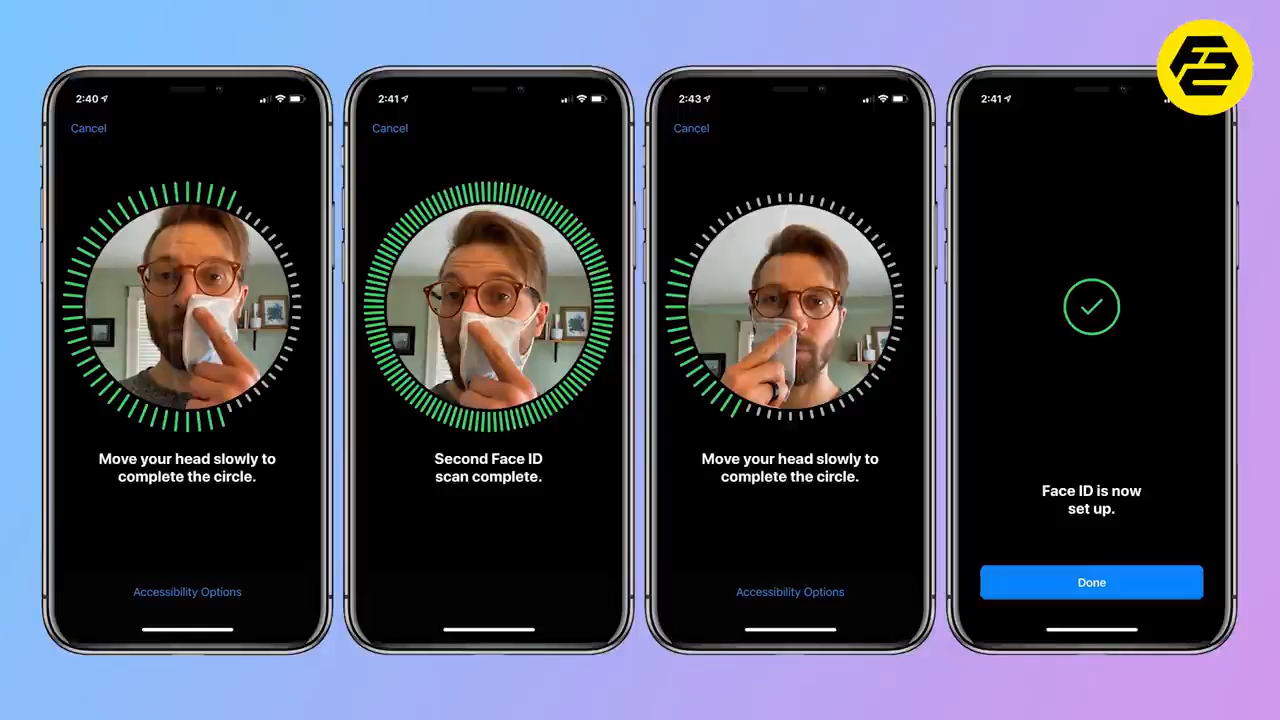 2:40
Cancel
Move your head slowly to
complete the circle.
Accessibility Options
2:41
Cancel
Second Face ID
scan complete.
2:43
Cancel
Move your head slowly to
complete the circle.
Accessibility Options
2:41
Face ID is now
set up.
Done